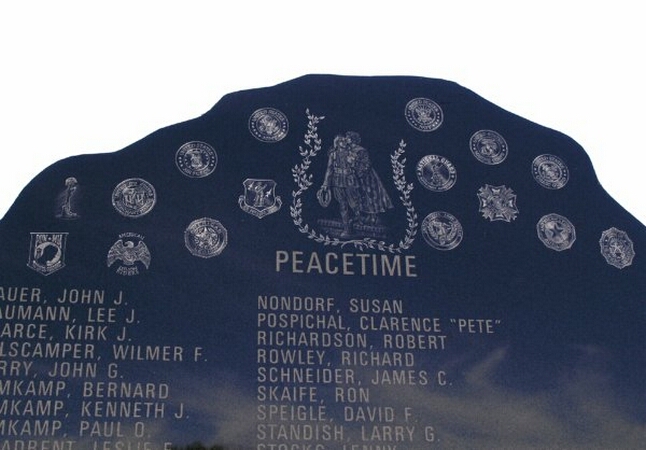 PEACETIME
AUER, JOHN J.
AUMANN, LEE J.
ARCE, KIRK J.
LSCAMPER, WILMER F.
RRY, JOHN G.
MKAMP, BERNARD
MKAMP, KENNETH J.
MKAMP, PAUL O.
NONDORF, SUSAN
POSPICHAL, CLARENCE "PETE"
RICHARDSON, ROBERT
ROWLEY, RICHARD
SCHNEIDER, JAMES C.
SKAIFE, RON
SPEIGLE, DAVID F.
STANDISH, LARRY G.